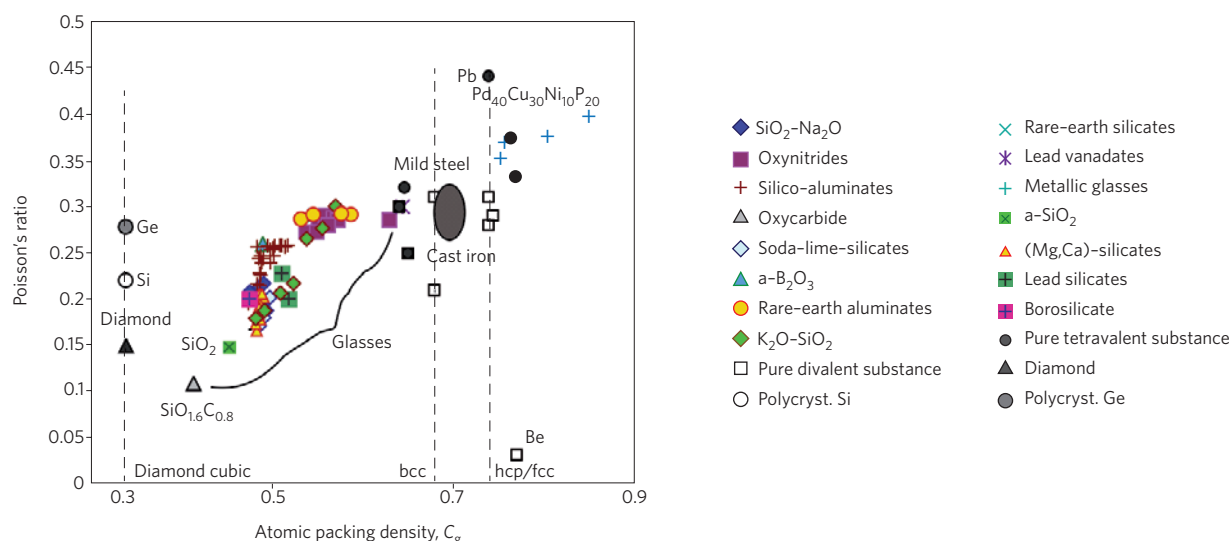 0.5
0.45
0.4
0.35
0.3
0.25
0.2
0.15
0.1
0.05
0
Poisson's ratio
Pb
Pd₄₀Cu₃₀Ni₁₀P₂₀
Mild steel
Ge
Cast iron
Si
Diamond
SiO₂
Glasses
SiO₁.₆C₀.₈
Be
Diamond cubic
bcc
hcp/fcc
0.3
0.5
0.7
0.9
Atomic packing density, Cg
SiO₂–Na₂O
Oxynitrides
Silico–aluminates
Oxycarbide
Soda–lime–silicates
a–B₂O₃
Rare–earth aluminates
K₂O–SiO₂
Pure divalent substance
Polycryst. Si
Rare–earth silicates
Lead vanadates
Metallic glasses
a–SiO₂
(Mg,Ca)–silicates
Lead silicates
Borosilicate
Pure tetravalent substance
Diamond
Polycryst. Ge